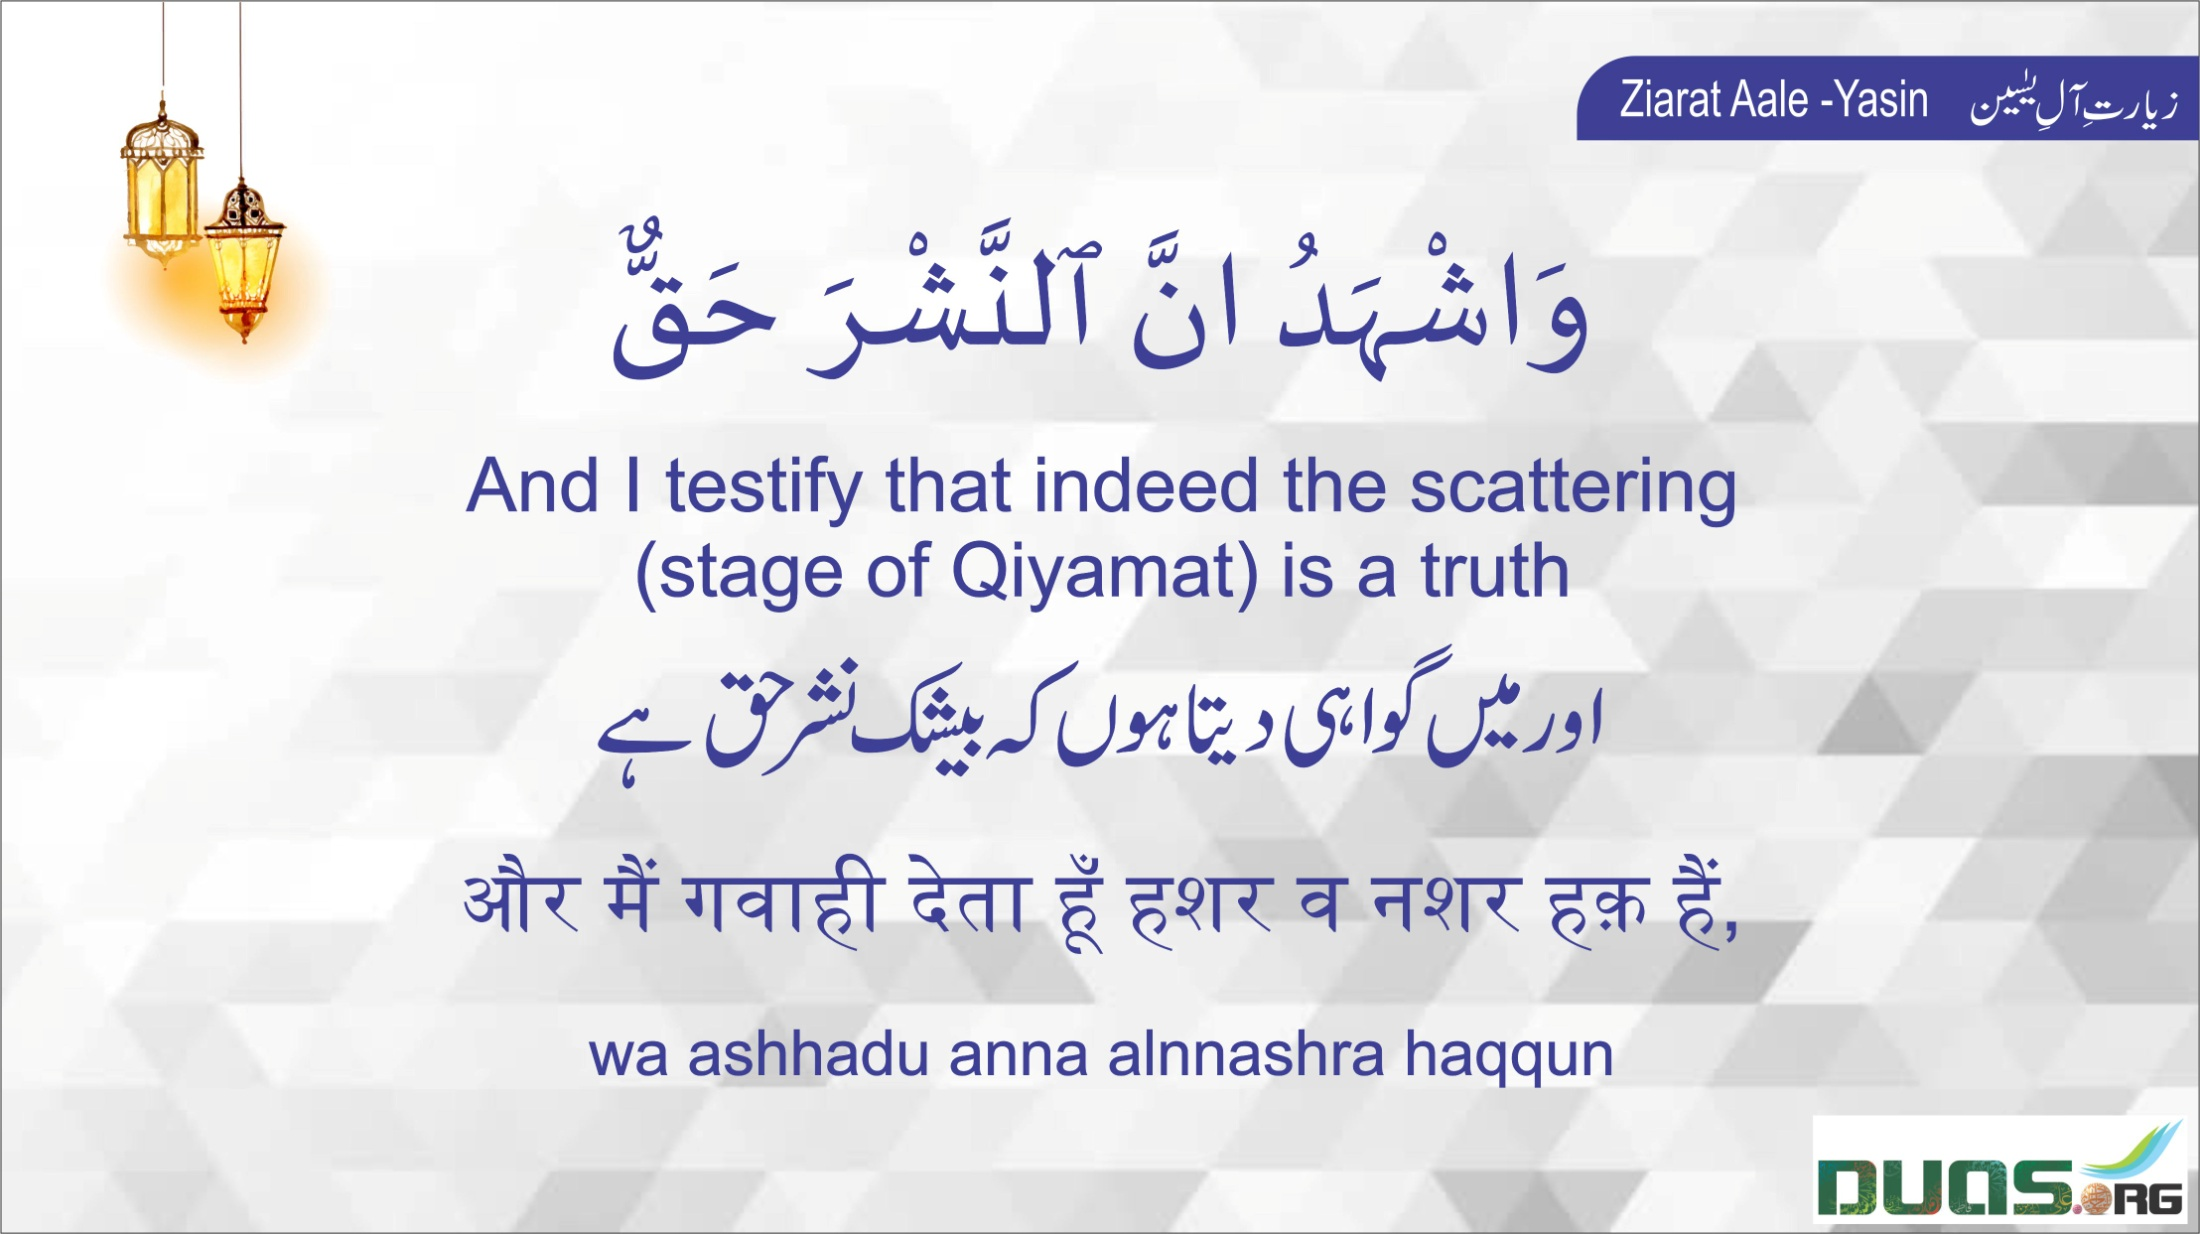 Ziarat Aale -Yasin زیارتِ آلِ یٰسین
وَاشْہَدُ انَّ ٱلنَّشْرَ حَقٌّ
And I testify that indeed the scattering
(stage of Qiyamat) is a truth
اور میں گواہی دیتا ہوں کہ بیشک نشر حق ہے
और मैं गवाही देता हूँ हशर व नशर हक़ हैं,
wa ashhadu anna alnnashra haqqun
DUAS.ORG